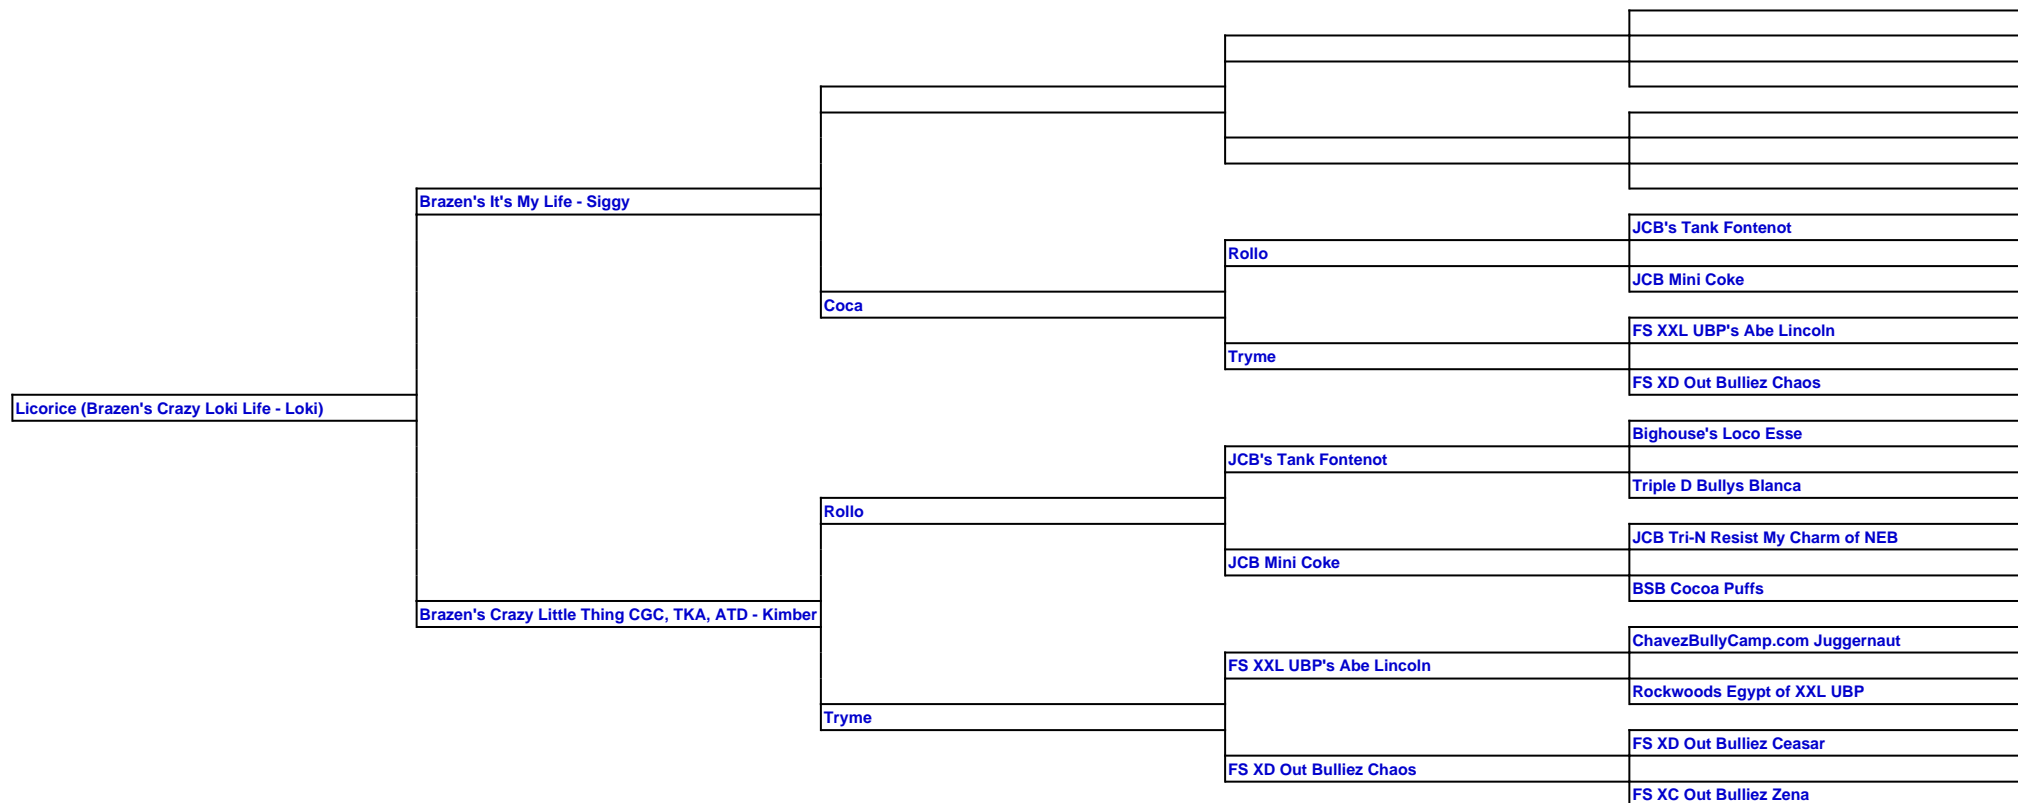 Brazen's It's My Life - Siggy
JCB's Tank Fontenot
Rollo
JCB Mini Coke
Coca
FS XXL UBP's Abe Lincoln
Tryme
FS XD Out Bulliez Chaos
Licorice (Brazen's Crazy Loki Life - Loki)
Bighouse's Loco Esse
JCB's Tank Fontenot
Triple D Bullys Blanca
Rollo
JCB Tri-N Resist My Charm of NEB
JCB Mini Coke
BSB Cocoa Puffs
Brazen's Crazy Little Thing CGC, TKA, ATD - Kimber
ChavezBullyCamp.com Juggernaut
FS XXL UBP's Abe Lincoln
Rockwoods Egypt of XXL UBP
Tryme
FS XD Out Bulliez Ceasar
FS XD Out Bulliez Chaos
FS XC Out Bulliez Zena